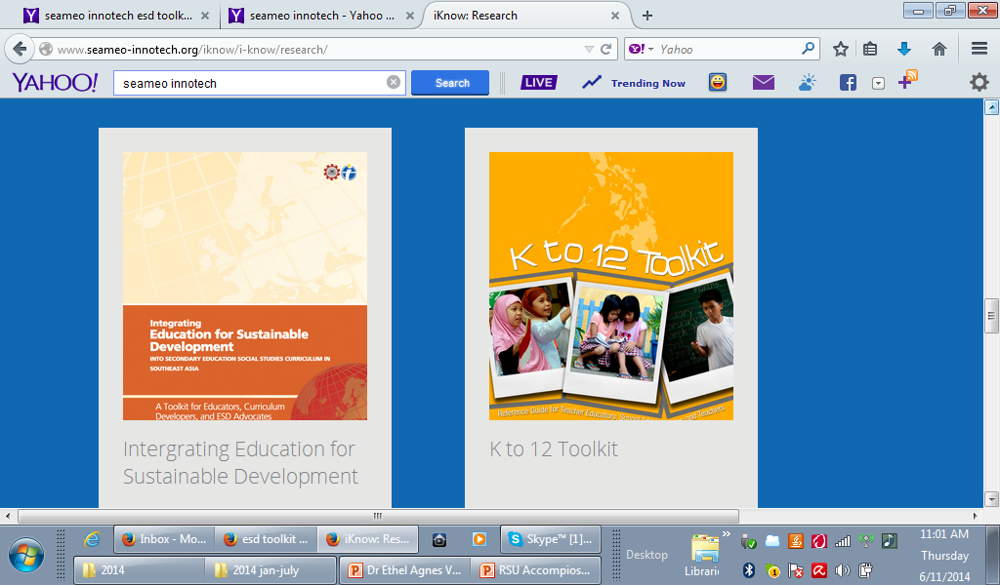 seameo innotech esd toolk...
seameo innotech - Yahoo ...
iKnow: Research
www.seameo-innotech.org/iknow/i-know/research/
Yahoo
YAHOO!
seameo innotech
Search
LIVE
Trending Now
Integrating
Education for Sustainable
Development
INTO SECONDARY EDUCATION SOCIAL STUDIES CURRICULUM IN
SOUTHEAST ASIA
A Toolkit for Educators, Curriculum
Developers, and ESD Advocates
Intergrating Education for
Sustainable Development
K to 12 Toolkit
Reference Guide for Teacher Educators, School and Teachers
K to 12 Toolkit
Inbox - Mo...
esd toolkit ...
iKnow: Res...
Skype™ [1]...
2014
2014 jan-july
Dr Ethel Agnes V...
RSU Accompios...
Desktop
Librari
11:01 AM
Thursday
6/11/2014